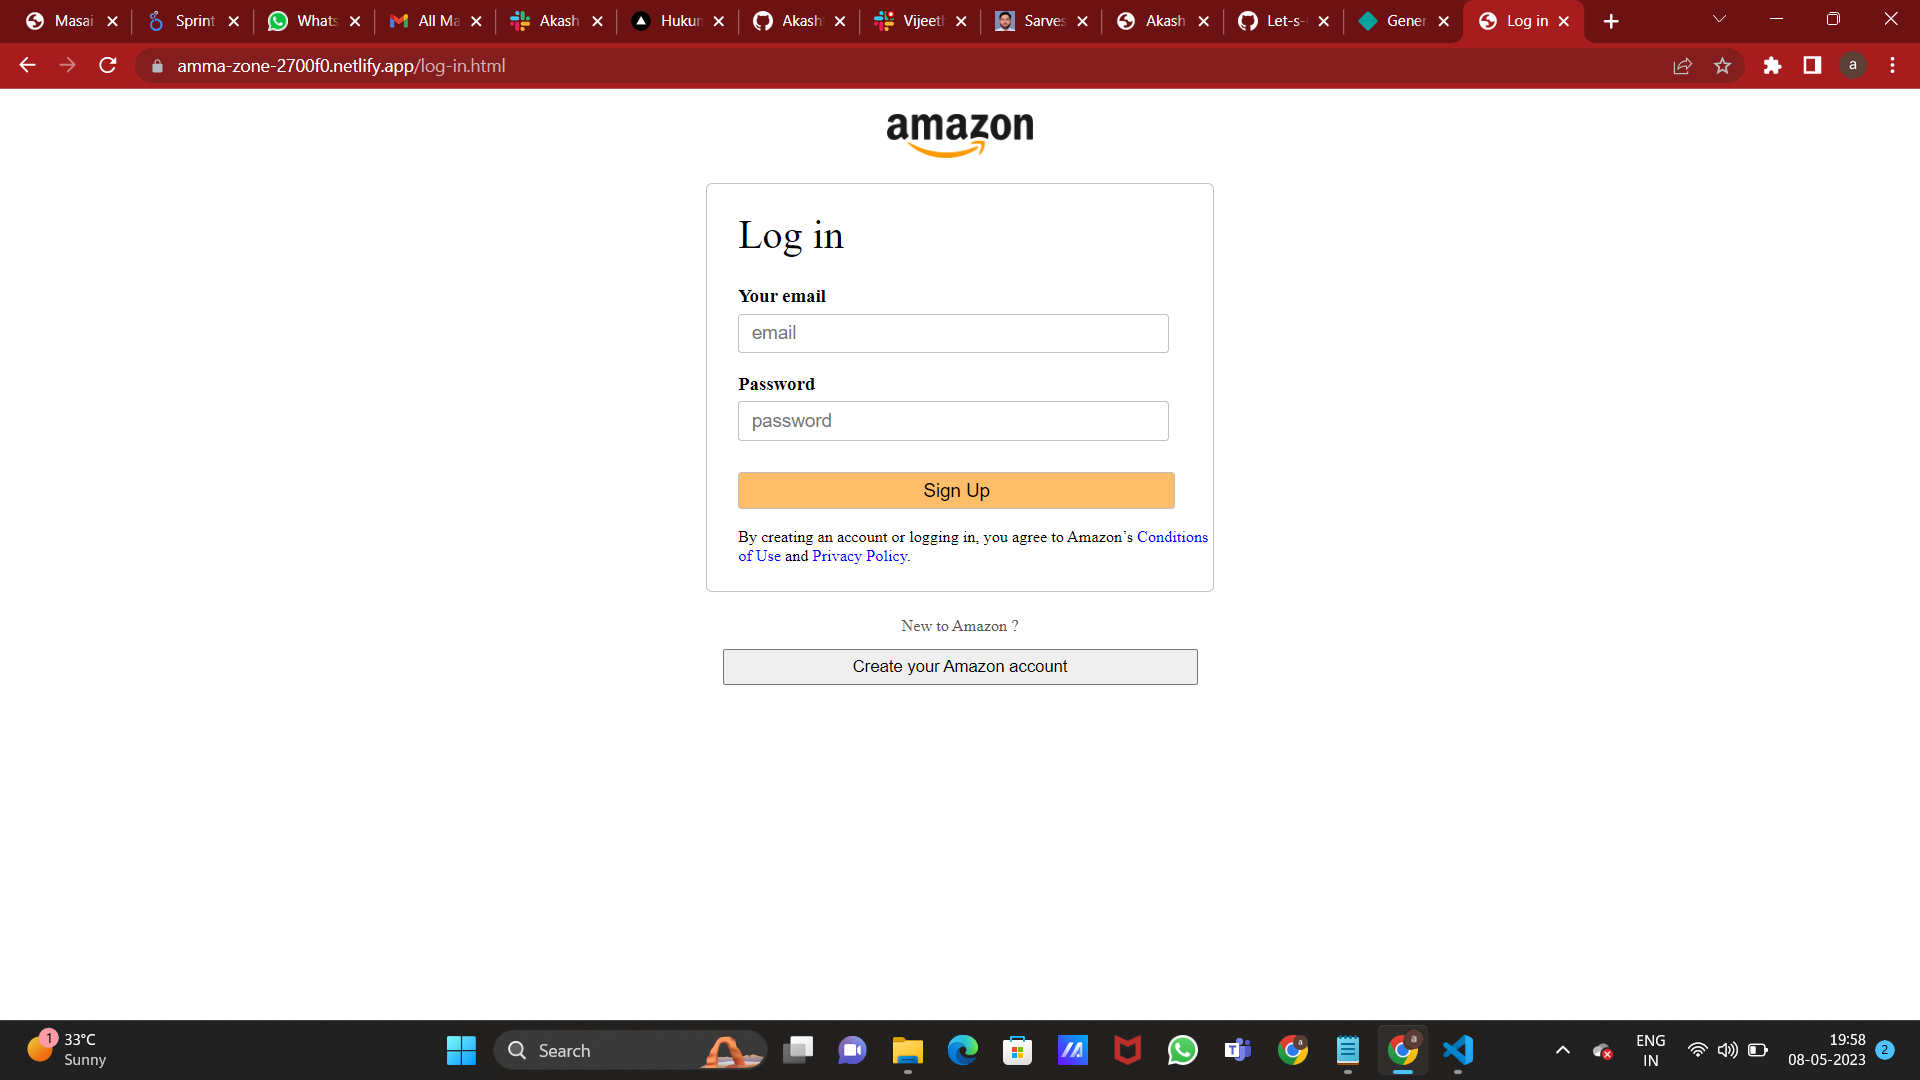 Masai
Sprint
Whats
All Ma
Akash
Hukun
Akash
Vijeeth
Sarves
Akash
Let-s-
Gener
Log in
amma-zone-2700f0.netlify.app/log-in.html
a
amazon
Log in
Your email
email
Password
password
Sign Up
By creating an account or logging in, you agree to Amazon’s Conditions
of Use and Privacy Policy.
New to Amazon ?
Create your Amazon account
1
33°C
Sunny
Search
a
a
ENG
IN
19:58
08-05-2023
2